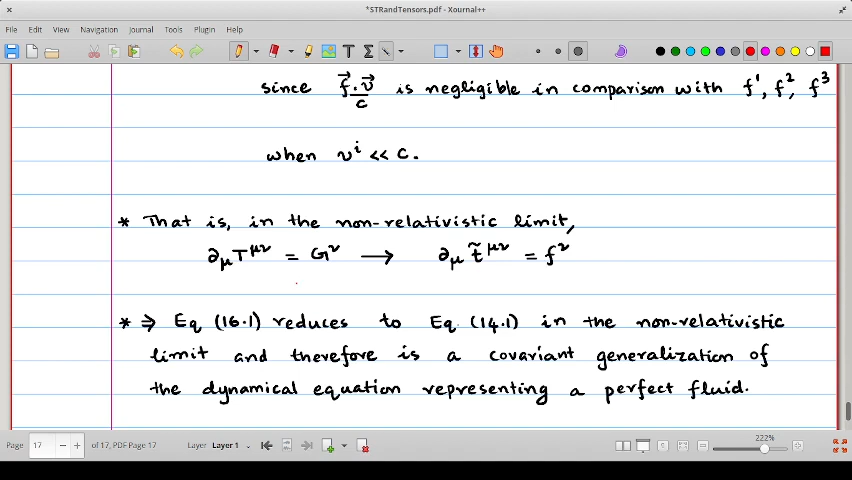 *STRandTensors.pdf - Xournal++
File Edit View Navigation Journal Tools Plugin Help
since f⃗·v⃗/c is negligible in comparison with f¹, f², f³
when vⁱ << c.
* That is, in the non-relativistic limit,
∂_μ T^{μν} = G^ν → ∂_μ t̃^{μν} = f^ν
* ⇒ Eq (16.1) reduces to Eq. (14.1) in the non-relativistic
limit and therefore is a covariant generalization of
the dynamical equation representing a perfect fluid.
Page 17 of 17, PDF Page 17 Layer Layer 1 222%